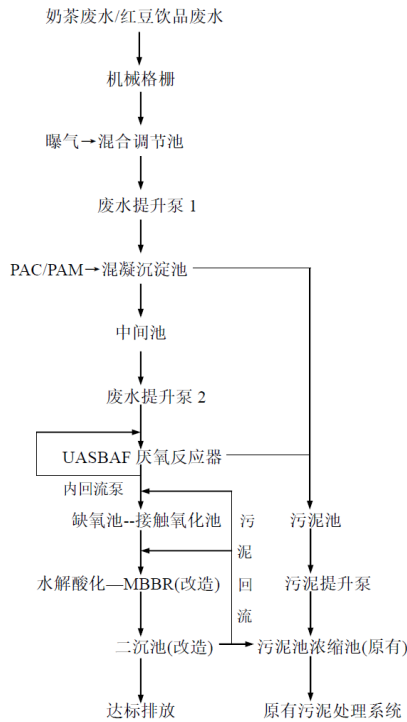 奶茶废水/红豆饮品废水
机械格栅
曝气→混合调节池
废水提升泵 1
PAC/PAM→混凝沉淀池
中间池
废水提升泵 2
UASBAF 厌氧反应器
内回流泵
缺氧池--接触氧化池
污泥回流
污泥池
水解酸化—MBBR(改造)
污泥提升泵
二沉池(改造)
污泥池浓缩池(原有)
达标排放
原有污泥处理系统